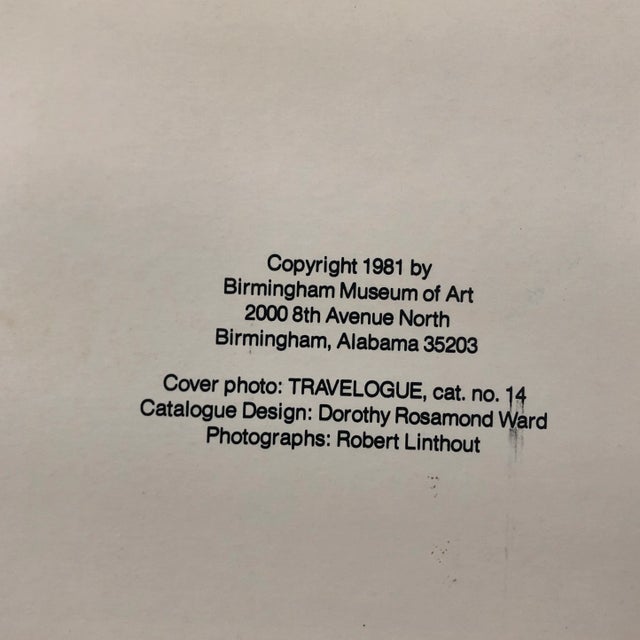 Copyright 1981 by
Birmingham Museum of Art
2000 8th Avenue North
Birmingham, Alabama 35203
Cover photo: TRAVELOGUE, cat. no. 14
Catalogue Design: Dorothy Rosamond Ward
Photographs: Robert Linthout